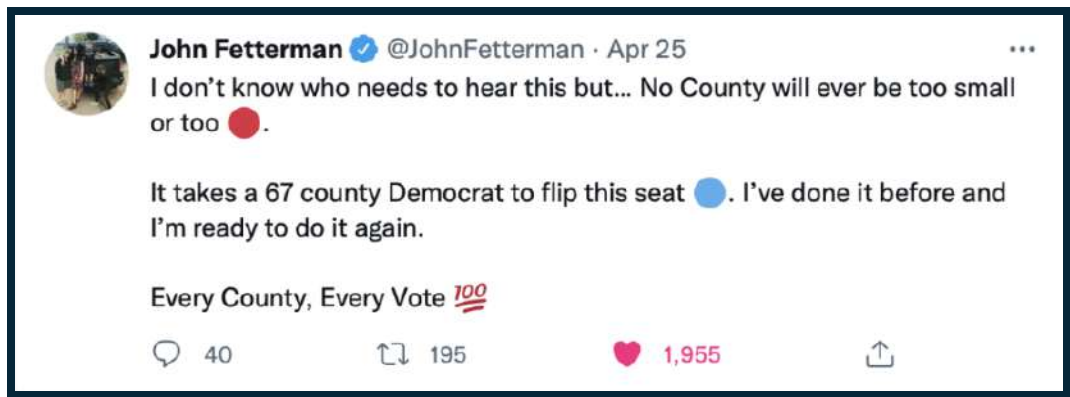 John Fetterman @JohnFetterman · Apr 25
I don’t know who needs to hear this but... No County will ever be too small
or too 🔴.
It takes a 67 county Democrat to flip this seat 🔵. I’ve done it before and
I’m ready to do it again.
Every County, Every Vote 💯
40 195 1,955